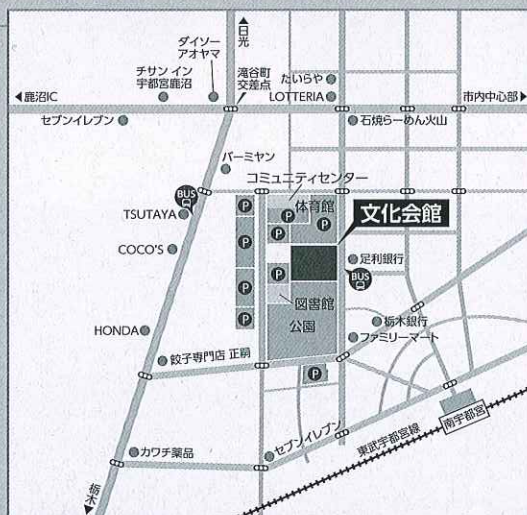 ▲日光
ダイソー
アオヤマ
チサン イン
宇都宮鹿沼
滝谷町
交差点
たいらや
LOTTERIA
◀鹿沼IC
市内中心部▶
セブンイレブン
石焼らーめん火山
バーミヤン
コミュニティセンター
BUS
TSUTAYA
P
体育館
P
P
文化会館
COCO'S
P
P
足利銀行
BUS
P
図書館
HONDA
P
公園
栃木銀行
ファミリーマート
餃子専門店 正嗣
P
南宇都宮
カワチ薬品
セブンイレブン
東武宇都宮線
栃木▼